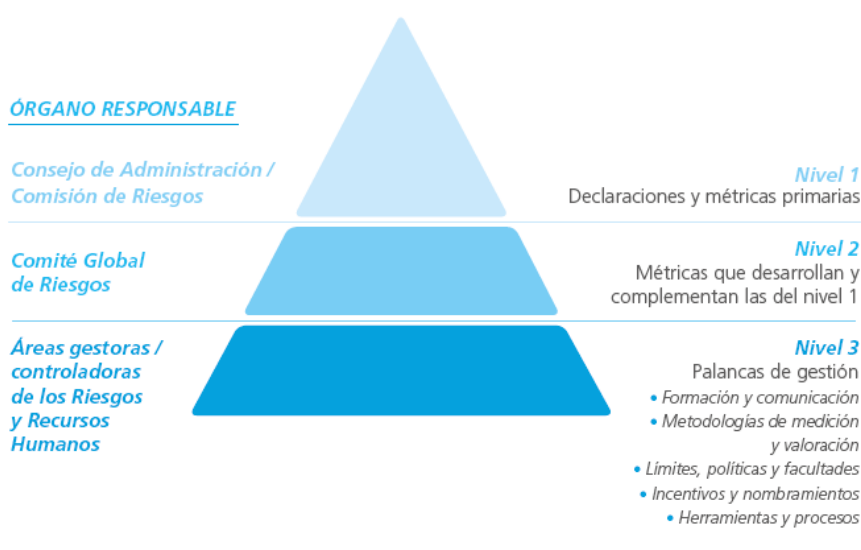 ÓRGANO RESPONSABLE
Consejo de Administración /
Comisión de Riesgos
Nivel 1
Declaraciones y métricas primarias
Comité Global
de Riesgos
Nivel 2
Métricas que desarrollan y
complementan las del nivel 1
Áreas gestoras /
controladoras
de los Riesgos
y Recursos
Humanos
Nivel 3
Palancas de gestión
• Formación y comunicación
• Metodologías de medición
y valoración
• Límites, políticas y facultades
• Incentivos y nombramientos
• Herramientas y procesos